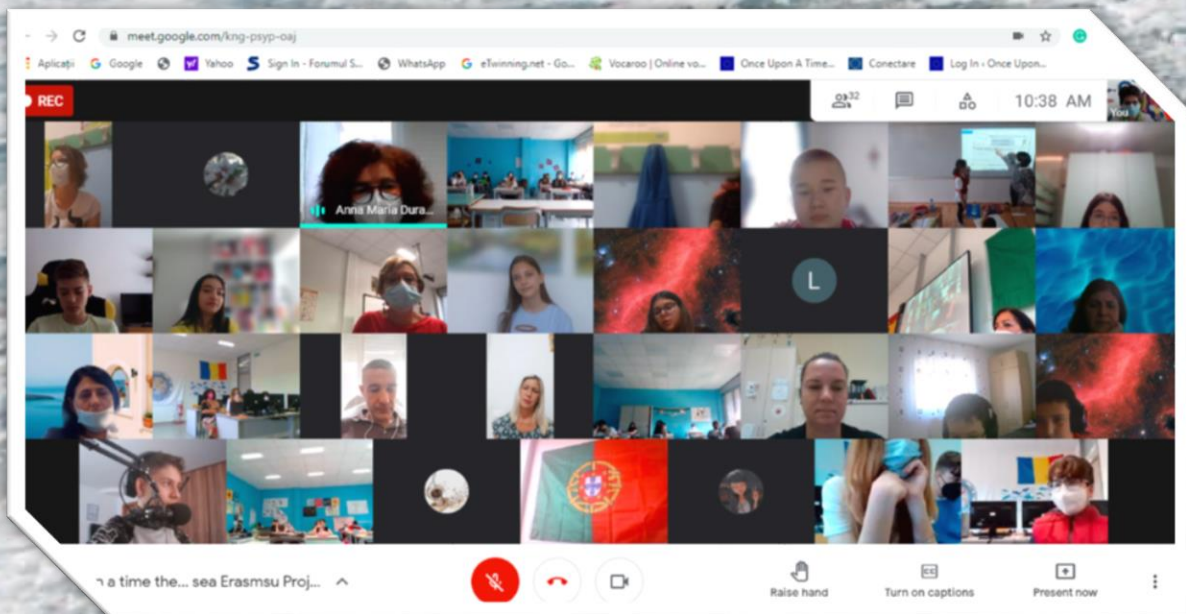 meet.google.com/kng-psyp-oaj
Aplicații Google Yahoo Sign In - Forumul S... WhatsApp eTwinning.net - Go... Vocaroo | Online vo... Once Upon A Time... Conectare Log In ‹ Once Upon...
REC
32 10:38 AM
You
Anna Maria Dura...
L
a time the... sea Erasmsu Proj...
Raise hand
CC
Turn on captions
Present now